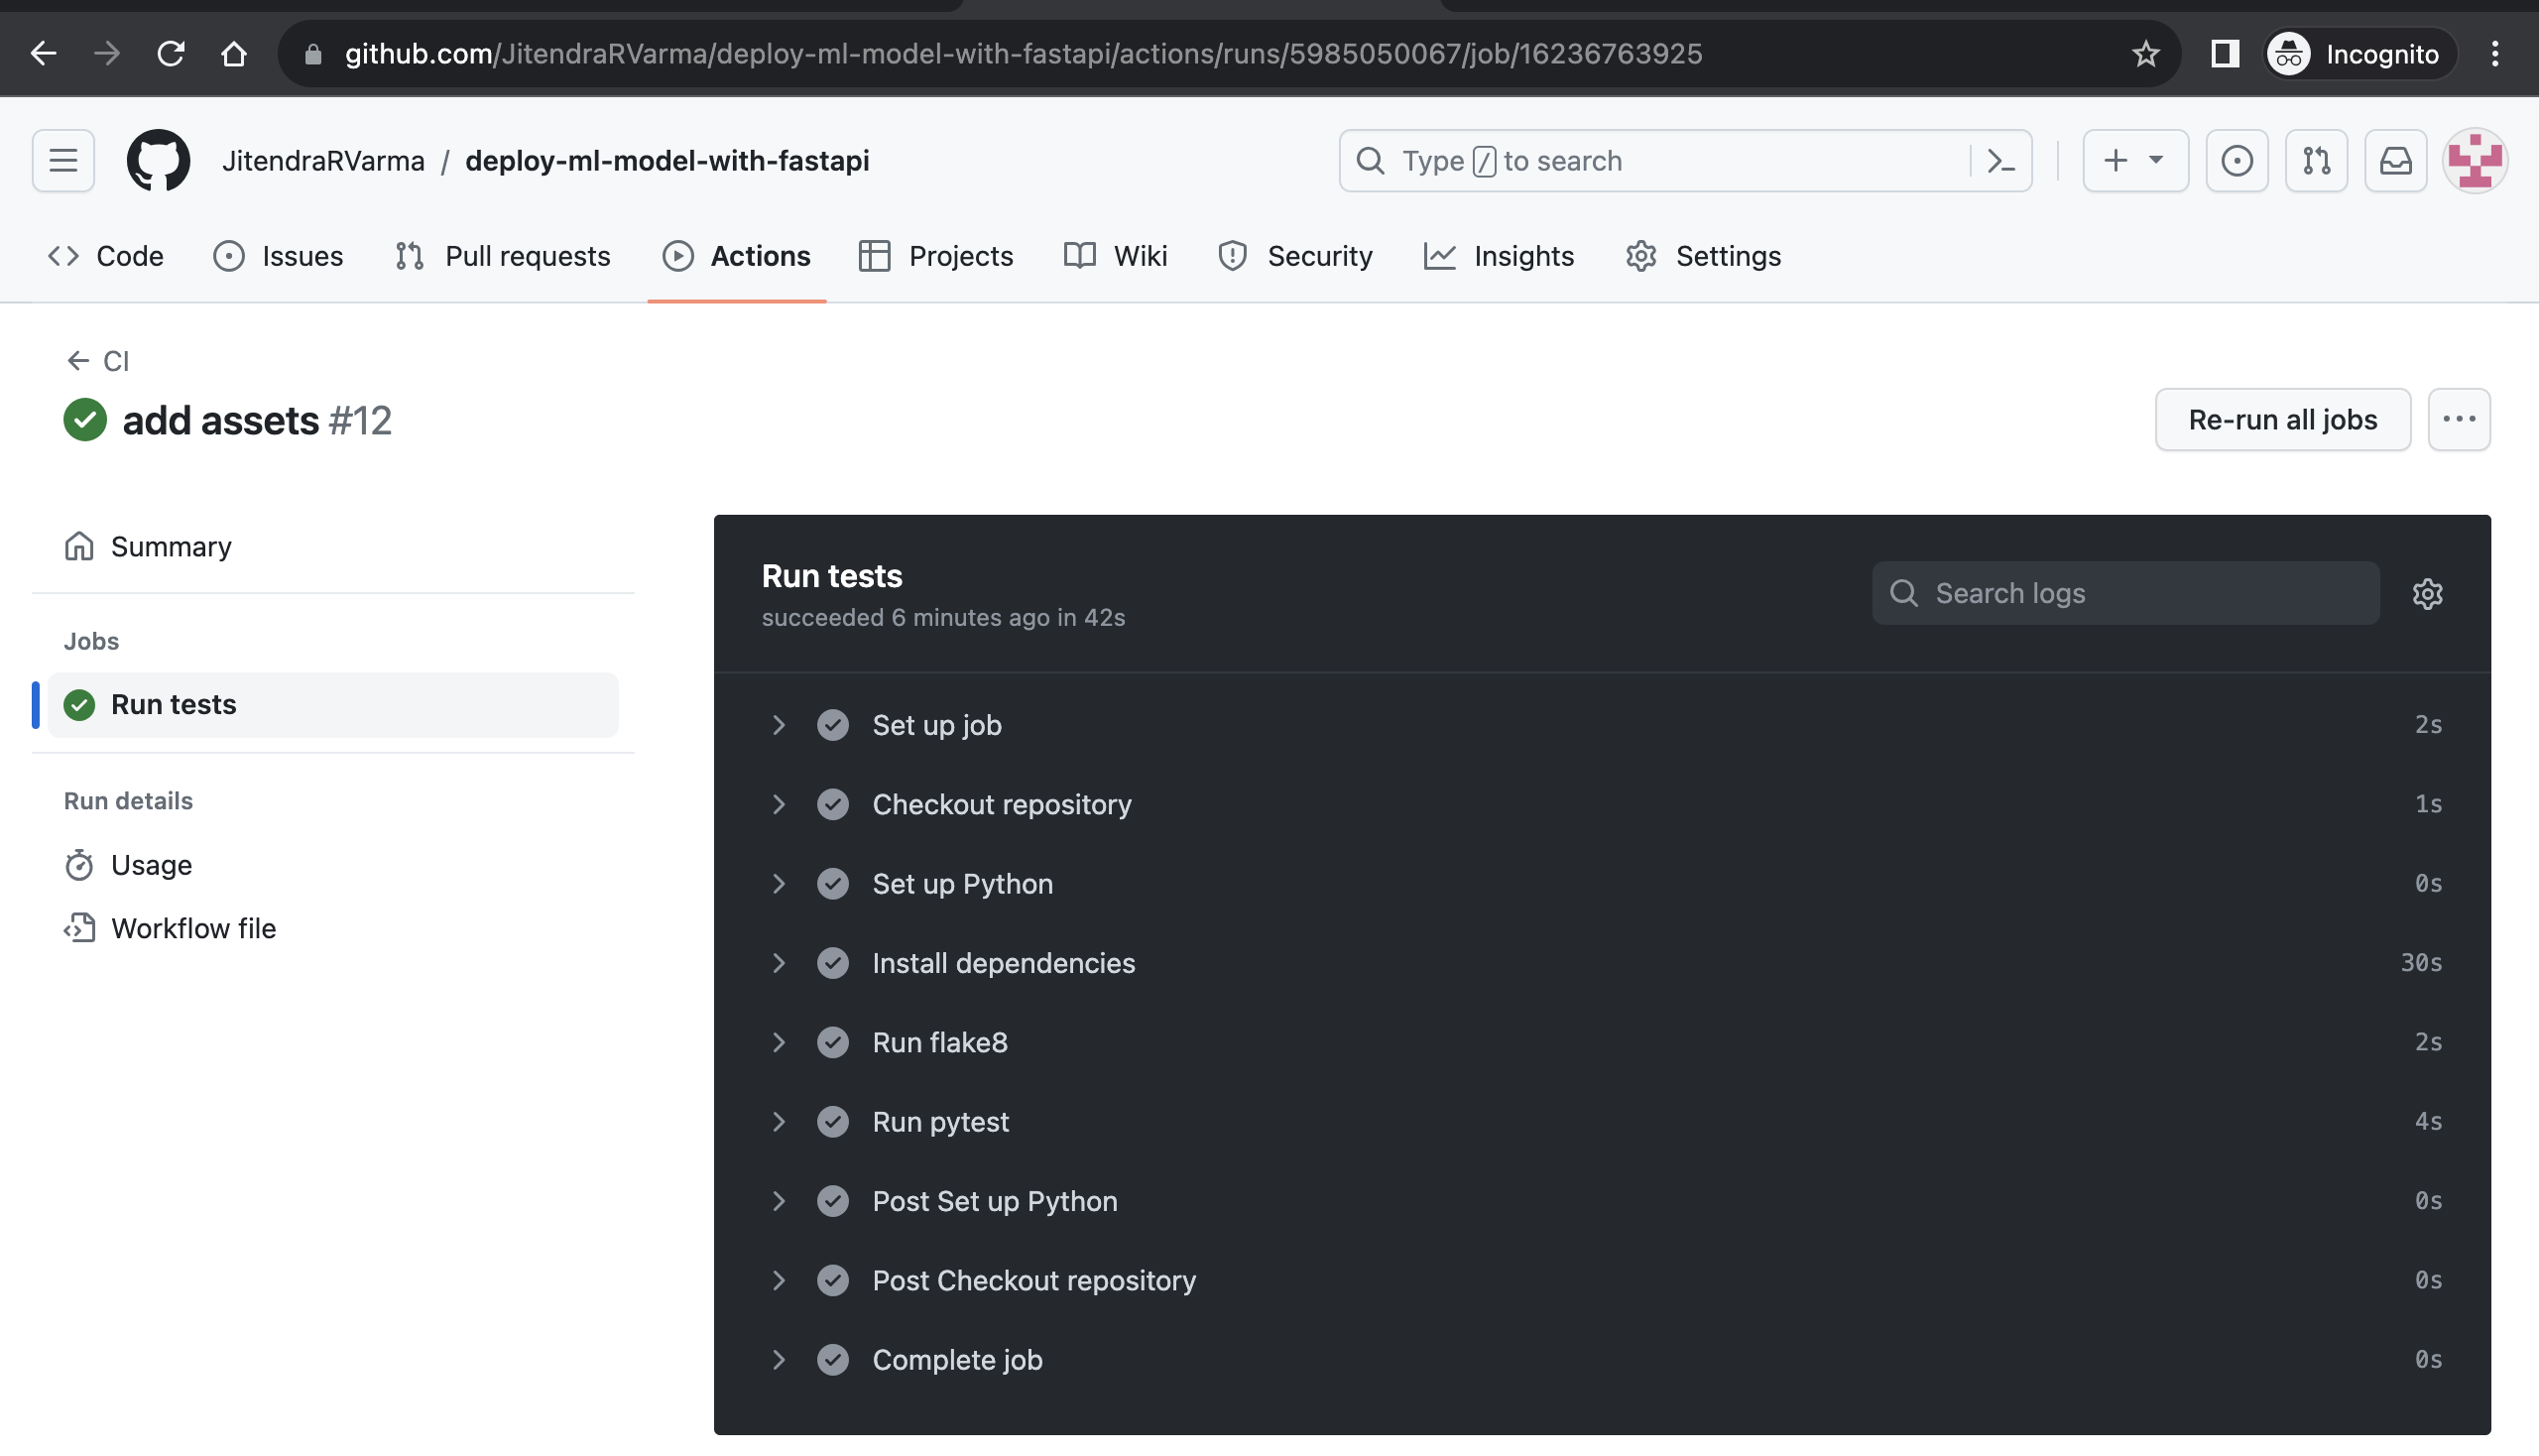 github.com/JitendraRVarma/deploy-ml-model-with-fastapi/actions/runs/5985050067/job/16236763925
Incognito
JitendraRVarma / deploy-ml-model-with-fastapi
Type / to search
Code Issues Pull requests Actions Projects Wiki Security Insights Settings
CI
add assets #12
Re-run all jobs
Summary
Jobs
Run tests
Run details
Usage
Workflow file
Run tests
succeeded 6 minutes ago in 42s
Search logs
Set up job 2s
Checkout repository 1s
Set up Python 0s
Install dependencies 30s
Run flake8 2s
Run pytest 4s
Post Set up Python 0s
Post Checkout repository 0s
Complete job 0s